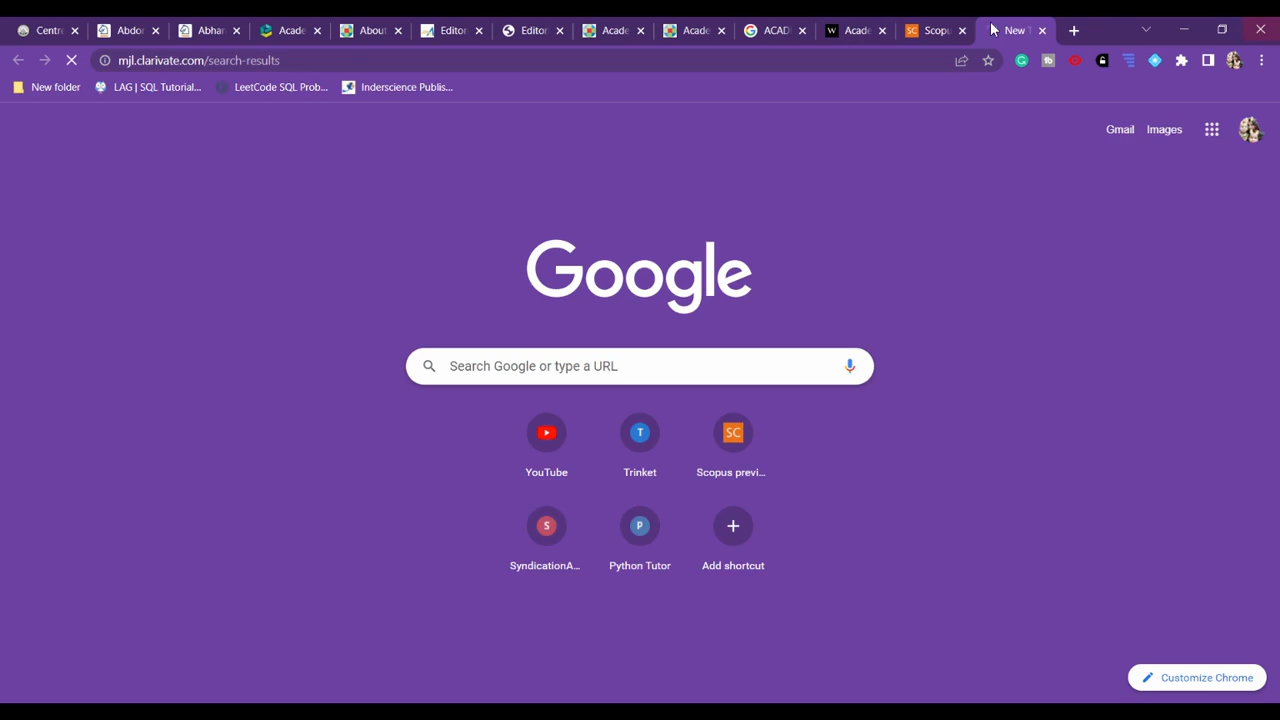 Centre Abdo Abhar Acade About Editor Editor Acade Acade ACAD Acade Scopu New T
mjl.clarivate.com/search-results
New folder LAG | SQL Tutorial... LeetCode SQL Prob... Inderscience Publis...
Gmail Images
Google
Search Google or type a URL
T SC
YouTube Trinket Scopus previ...
S P
SyndicationA... Python Tutor Add shortcut
Customize Chrome